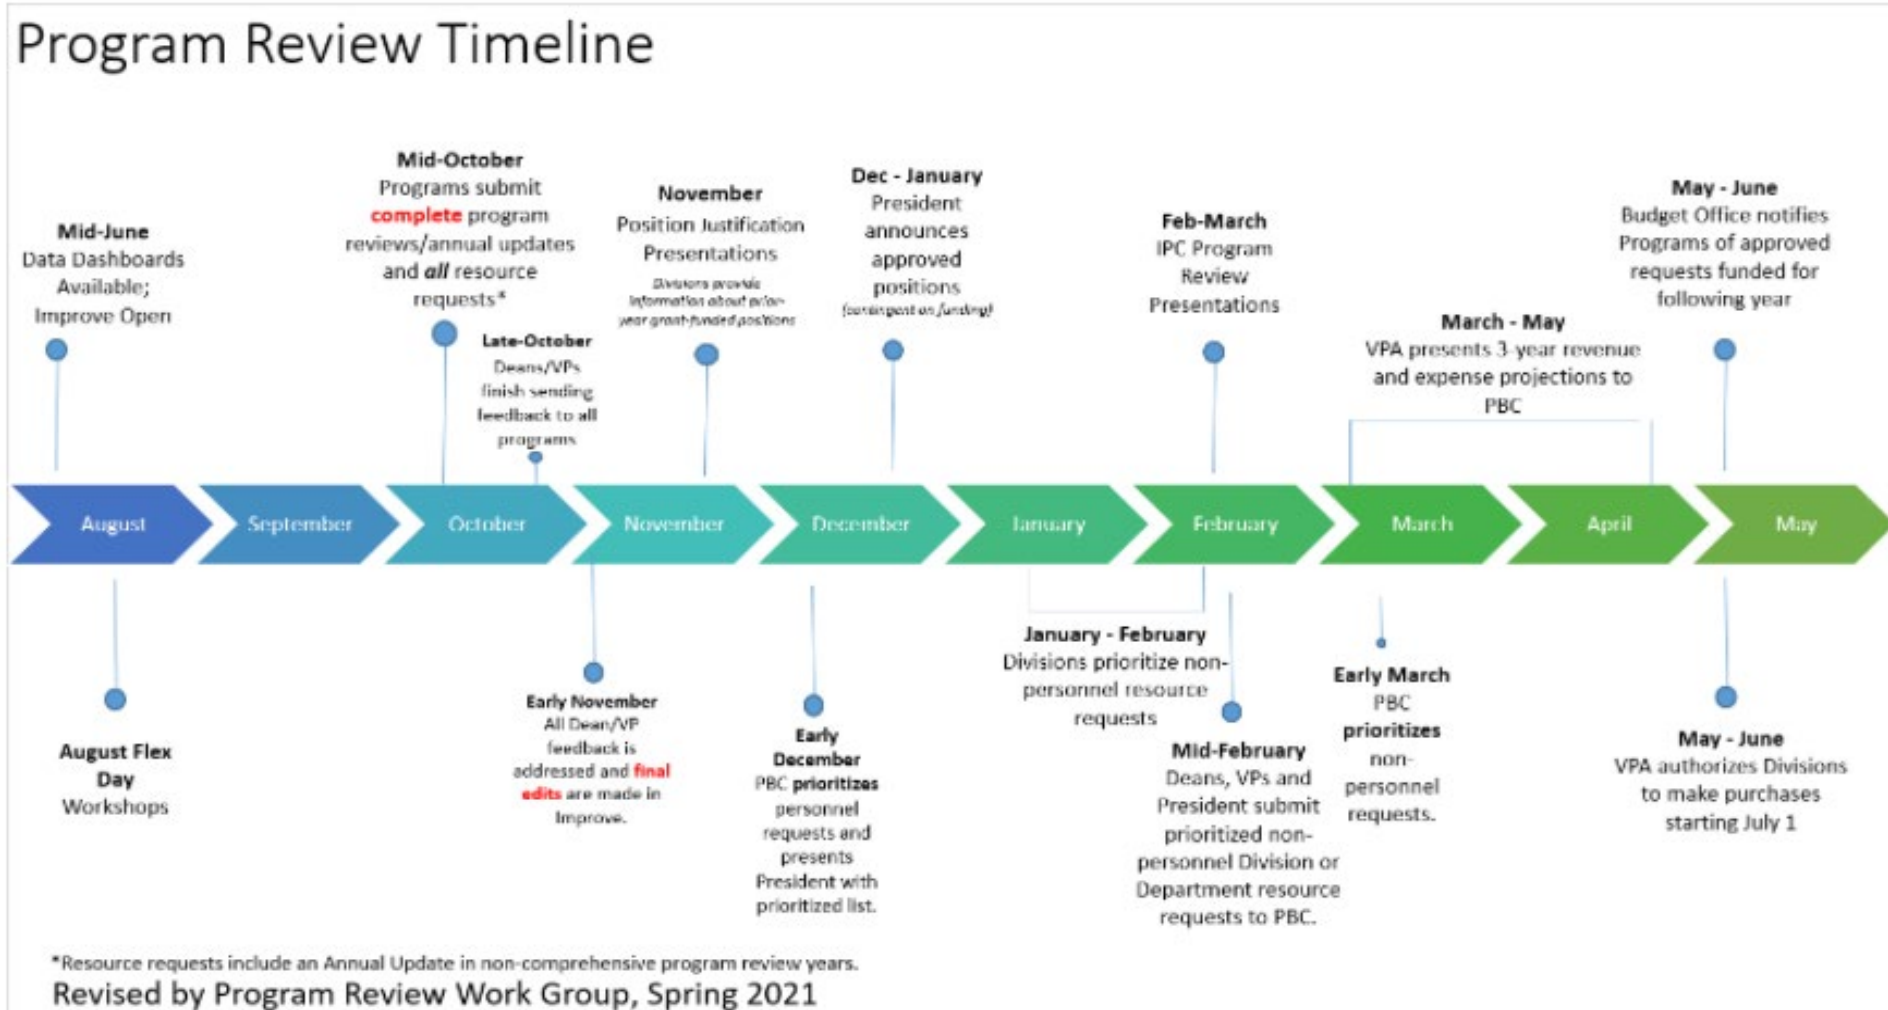 Program Review Timeline
Mid-June
Data Dashboards
Available;
Improve Open
Mid-October
Programs submit
complete program
reviews/annual updates
and all resource
requests*
Late-October
Deans/VPs
finish sending
feedback to all
programs
November
Position Justification
Presentations
Divisions provide
information about prior-
year grant-funded positions
Dec - January
President
announces
approved
positions
(contingent on funding)
Feb-March
IPC Program
Review
Presentations
March - May
VPA presents 3-year revenue
and expense projections to
PBC
May - June
Budget Office notifies
Programs of approved
requests funded for
following year
August
September
October
November
December
January
February
March
April
May
August Flex
Day
Workshops
Early November
All Dean/VP
feedback is
addressed and final
edits are made in
Improve.
Early
December
PBC prioritizes
personnel
requests and
presents
President with
prioritized list.
January - February
Divisions prioritize non-
personnel resource
requests
Mid-February
Deans, VPs and
President submit
prioritized non-
personnel Division or
Department resource
requests to PBC.
Early March
PBC
prioritizes
non-
personnel
requests.
May - June
VPA authorizes Divisions
to make purchases
starting July 1
*Resource requests include an Annual Update in non-comprehensive program review years.
Revised by Program Review Work Group, Spring 2021